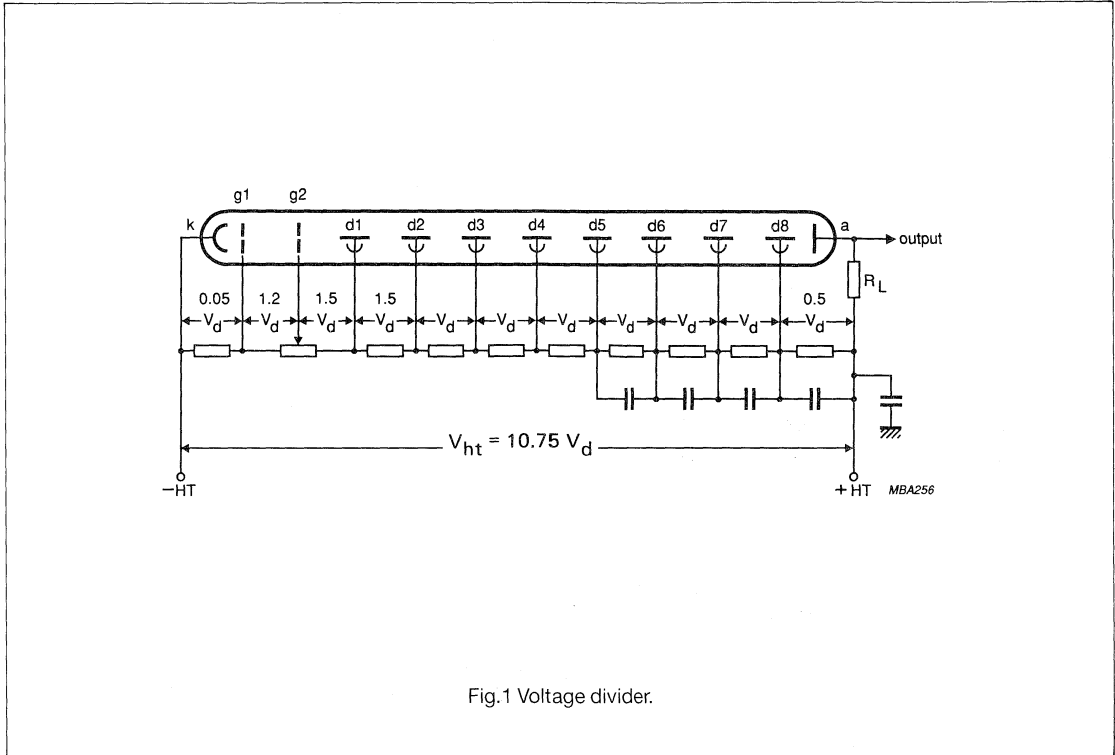 g1 g2
k d1 d2 d3 d4 d5 d6 d7 d8 a
output
R_L
0.05 1.2 1.5 1.5 0.5
V_d V_d V_d V_d V_d V_d V_d V_d V_d V_d V_d
V_ht = 10.75 V_d
−HT + HT MBA256
Fig.1 Voltage divider.